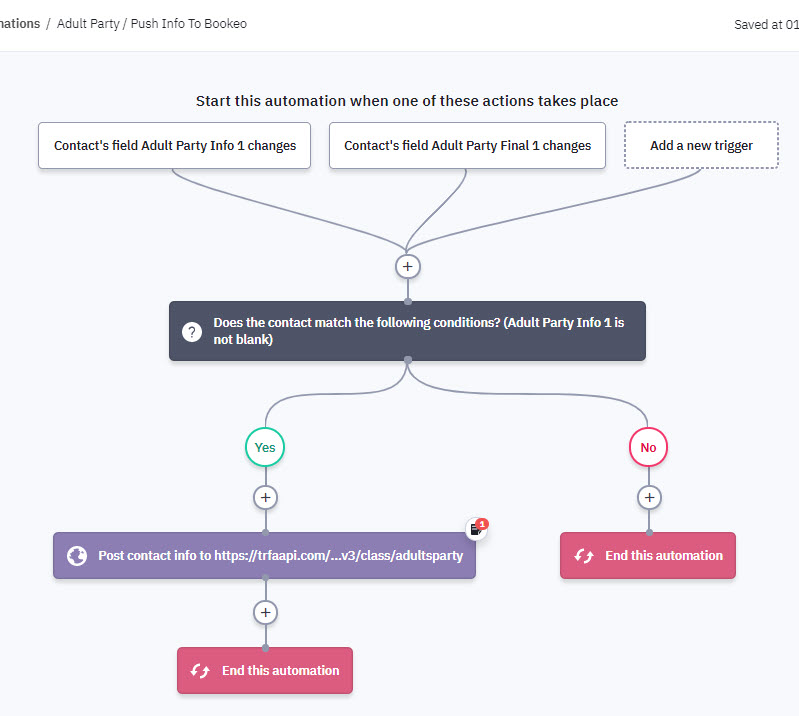 nations / Adult Party / Push Info To Bookeo
Saved at 01
Start this automation when one of these actions takes place
Contact's field Adult Party Info 1 changes
Contact's field Adult Party Final 1 changes
Add a new trigger
+
?
Does the contact match the following conditions? (Adult Party Info 1 is
not blank)
Yes
No
+
+
1
Post contact info to https://trfaapi.com/...v3/class/adultsparty
End this automation
+
End this automation